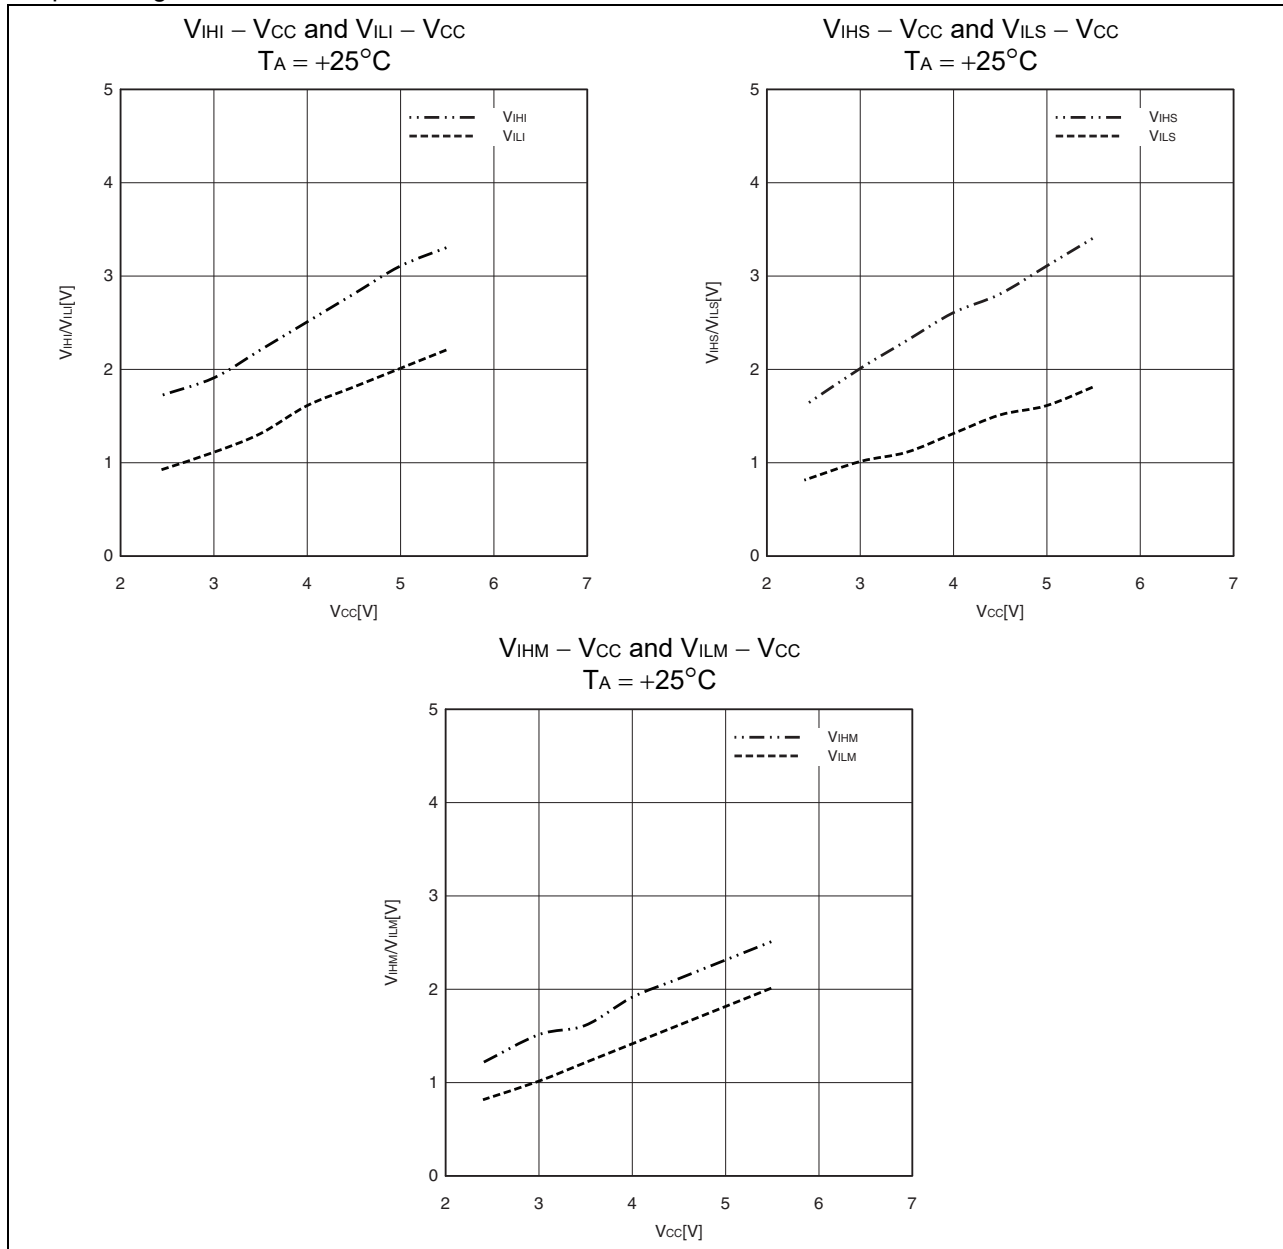 VIHI – VCC and VILI – VCC
TA = +25°C
5
4
3
2
1
0
2 3 4 5 6 7
VIHI/VILI[V]
VCC[V]
VIHI
VILI
VIHS – VCC and VILS – VCC
TA = +25°C
5
4
3
2
1
0
2 3 4 5 6 7
VIHS/VILS[V]
VCC[V]
VIHS
VILS
VIHM – VCC and VILM – VCC
TA = +25°C
5
4
3
2
1
0
2 3 4 5 6 7
VIHM/VILM[V]
VCC[V]
VIHM
VILM